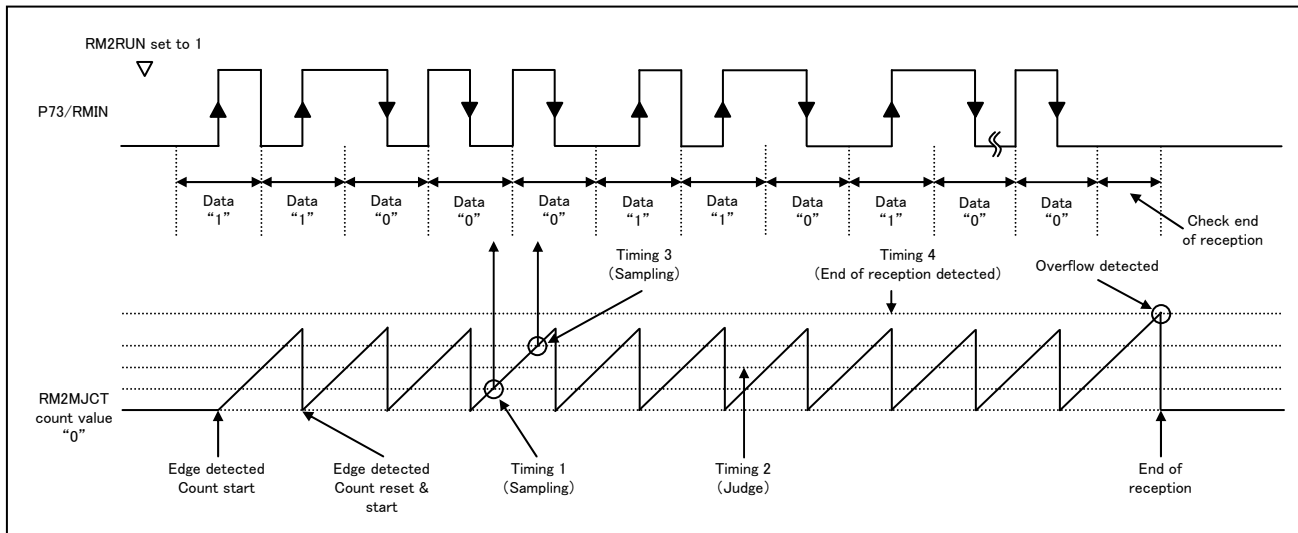 RM2RUN set to 1
P73/RMIN
Data Data Data Data Data Data Data Data Data Data Data
“1” “1” “0” “0” “0” “1” “1” “0” “1” “0” “0”
Check end
of reception
Timing 3
(Sampling)
Timing 4
(End of reception detected)
Overflow detected
RM2MJCT
count value
“0”
Edge detected
Count start
Edge detected
Count reset &
start
Timing 1
(Sampling)
Timing 2
(Judge)
End of
reception